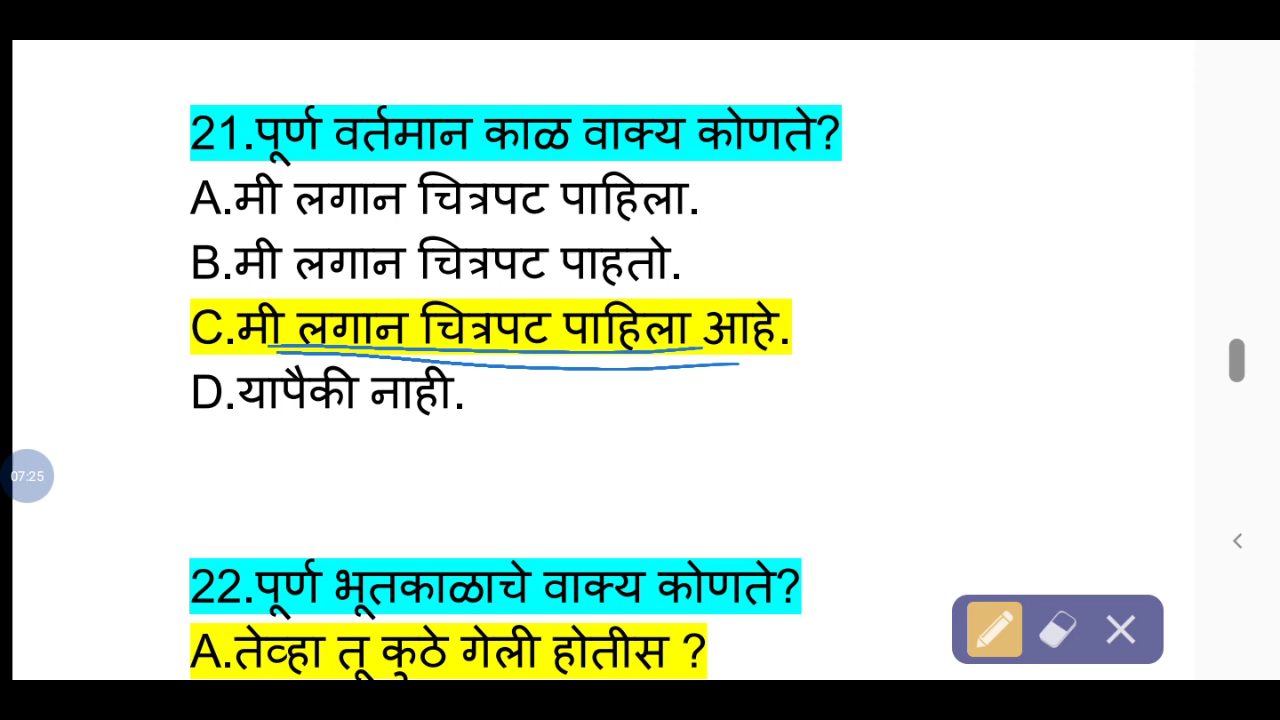 21.पूर्ण वर्तमान काळ वाक्य कोणते?
A.मी लगान चित्रपट पाहिला.
B.मी लगान चित्रपट पाहतो.
C.मी लगान चित्रपट पाहिला आहे.
D.यापैकी नाही.
07:25
22.पूर्ण भूतकाळाचे वाक्य कोणते?
A.तेव्हा तू कुठे गेली होतीस ?